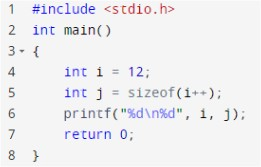 1 #include <stdio.h>
2 int main()
3 {
4 int i = 12;
5 int j = sizeof(i++);
6 printf("%d\n%d", i, j);
7 return 0;
8 }